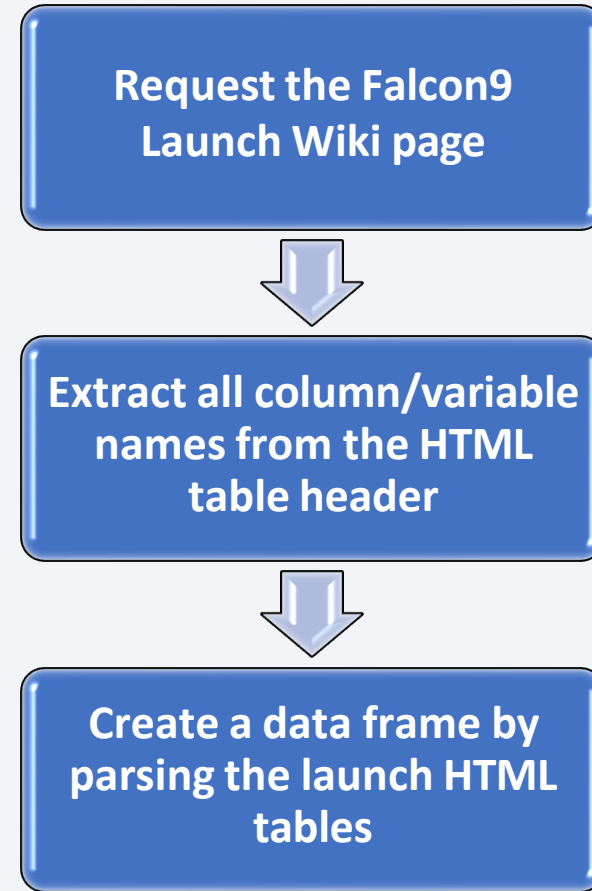 Request the Falcon9
Launch Wiki page
Extract all column/variable
names from the HTML
table header
Create a data frame by
parsing the launch HTML
tables